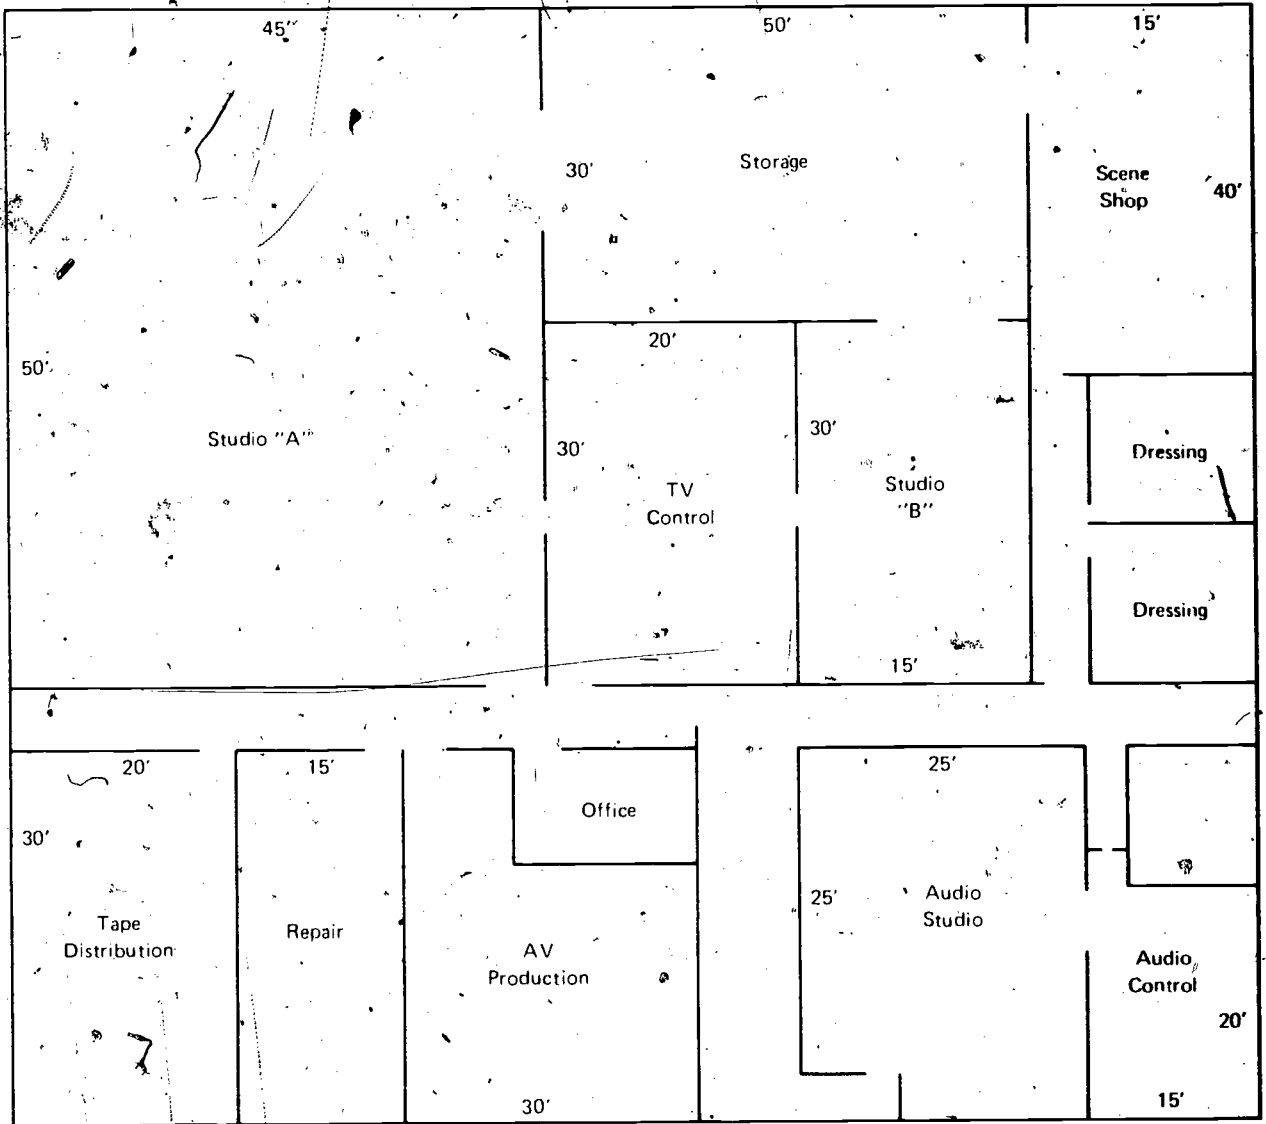 45"
50'
15'
30'
Storage
Scene
Shop
40'
20'
50'
Studio "A"
30'
TV
Control
30'
Studio
"B"
Dressing
Dressing
15'
20'
15'
25'
30'
Office
Tape
Distribution
Repair
AV
Production
25'
Audio
Studio
Audio
Control
20'
30'
15'